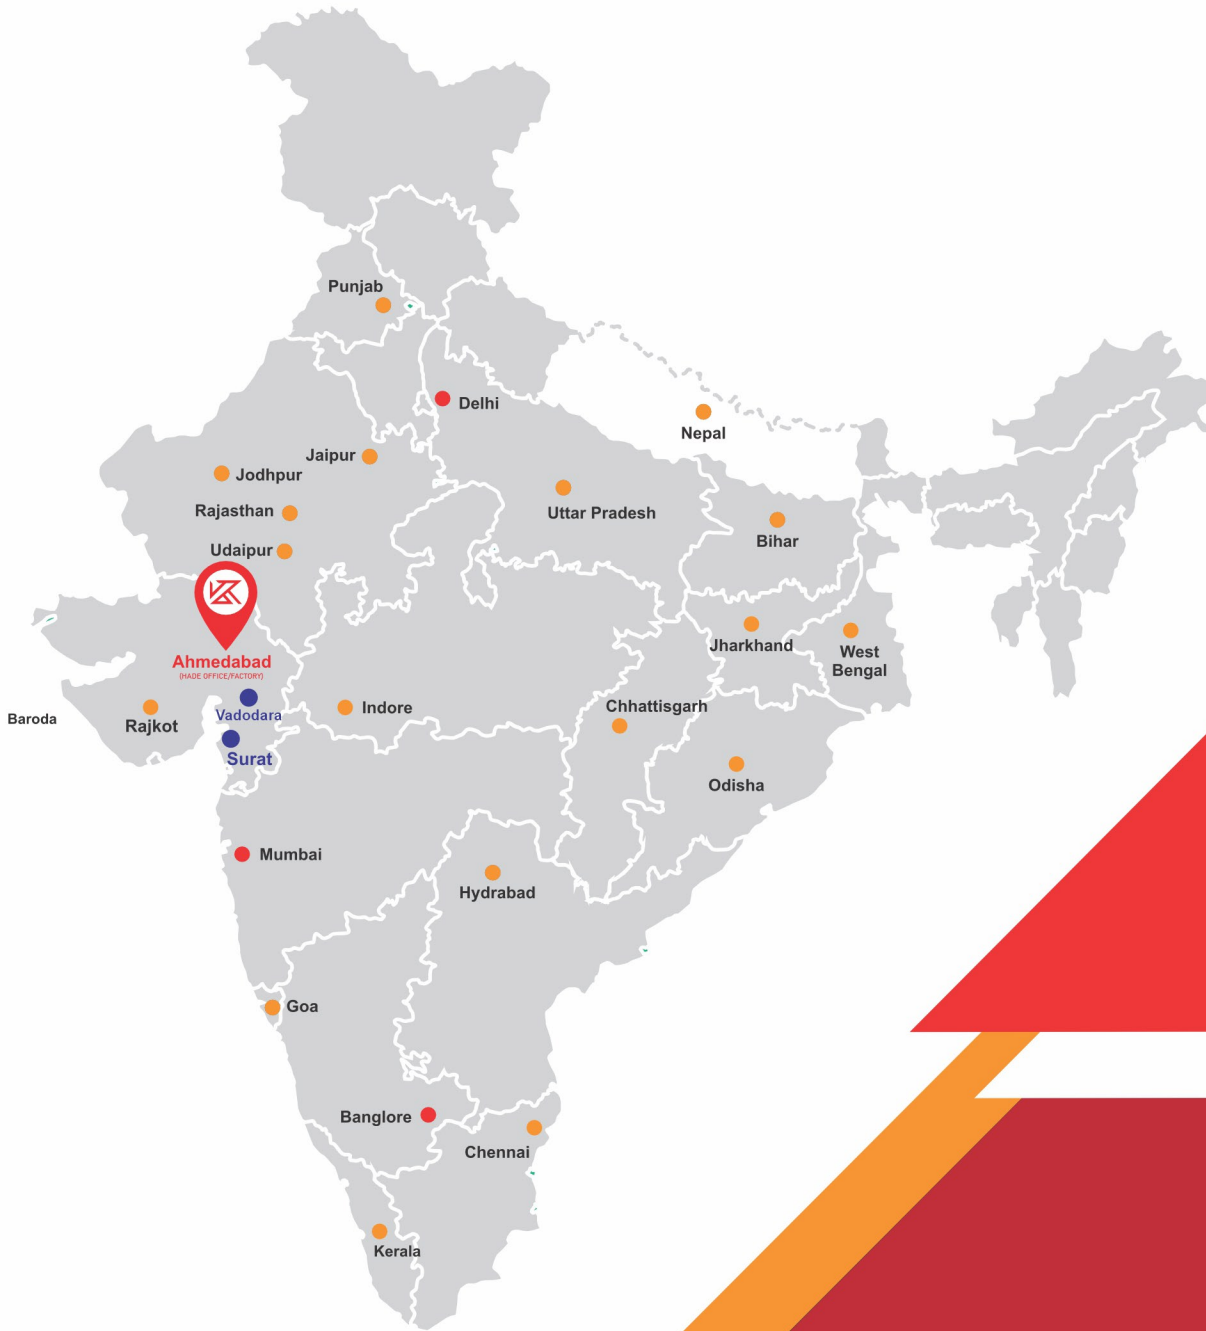 Punjab
Delhi
Nepal
Jaipur
Jodhpur
Rajasthan
Uttar Pradesh
Bihar
Udaipur
Ahmedabad
(HADE OFFICE/FACTORY)
Jharkhand
West
Bengal
Vadodara
Indore
Chhattisgarh
Baroda
Rajkot
Surat
Odisha
Mumbai
Hydrabad
Goa
Banglore
Chennai
Kerala